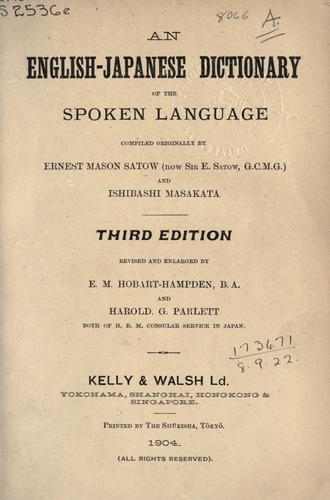 S2536e
8066
A.
AN
ENGLISH-JAPANESE DICTIONARY
OF THE
SPOKEN LANGUAGE
COMPILED ORIGINALLY BY
ERNEST MASON SATOW (NOW SIR E. SATOW, G.C.M.G.)
AND
ISHIBASHI MASAKATA
THIRD EDITION
REVISED AND ENLARGED BY
E. M. HOBART-HAMPDEN, B. A.
AND
HAROLD. G. PARLETT
BOTH OF H. B. M. CONSULAR SERVICE IN JAPAN.
173671
8.9.22.
KELLY & WALSH Ld.
YOKOHAMA, SHANGHAI, HONGKONG &
SINGAPORE.
PRINTED BY THE SHŪEISHA, TŌKYŌ.
1904.
(ALL RIGHTS RESERVED).